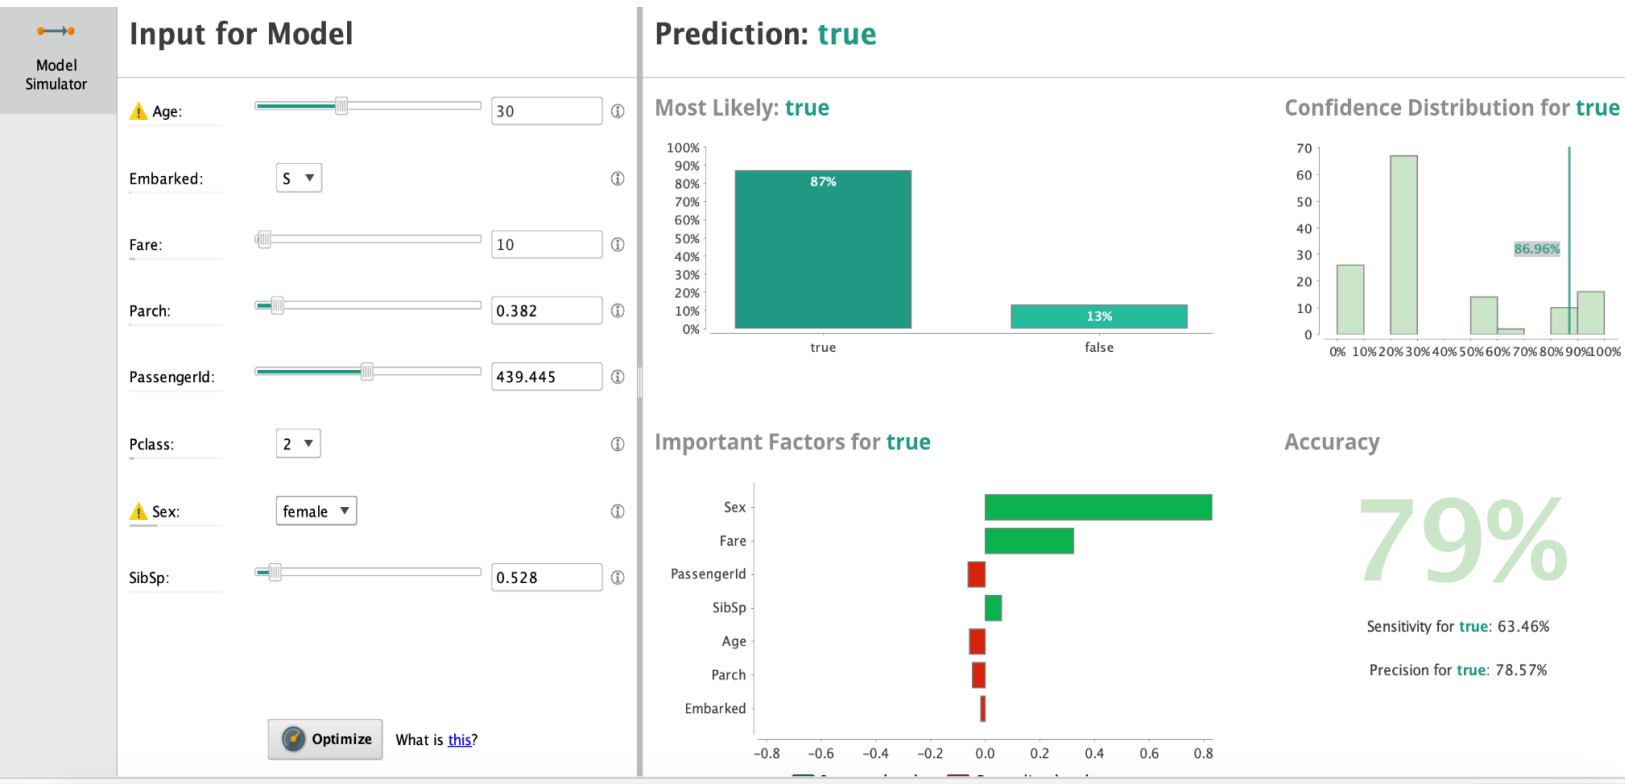 Model
Simulator
Input for Model
Age:
30
Embarked:
S
Fare:
10
Parch:
0.382
PassengerId:
439.445
Pclass:
2
Sex:
female
SibSp:
0.528
Optimize
What is this?
Prediction: true
Most Likely: true
100%
90%
80%
70%
60%
50%
40%
30%
20%
10%
0%
87%
13%
true
false
Confidence Distribution for true
70
60
50
40
30
20
10
0
86.96%
0% 10% 20% 30% 40% 50% 60% 70% 80% 90% 100%
Important Factors for true
Sex
Fare
PassengerId
SibSp
Age
Parch
Embarked
-0.8 -0.6 -0.4 -0.2 0.0 0.2 0.4 0.6 0.8
Accuracy
79%
Sensitivity for true: 63.46%
Precision for true: 78.57%